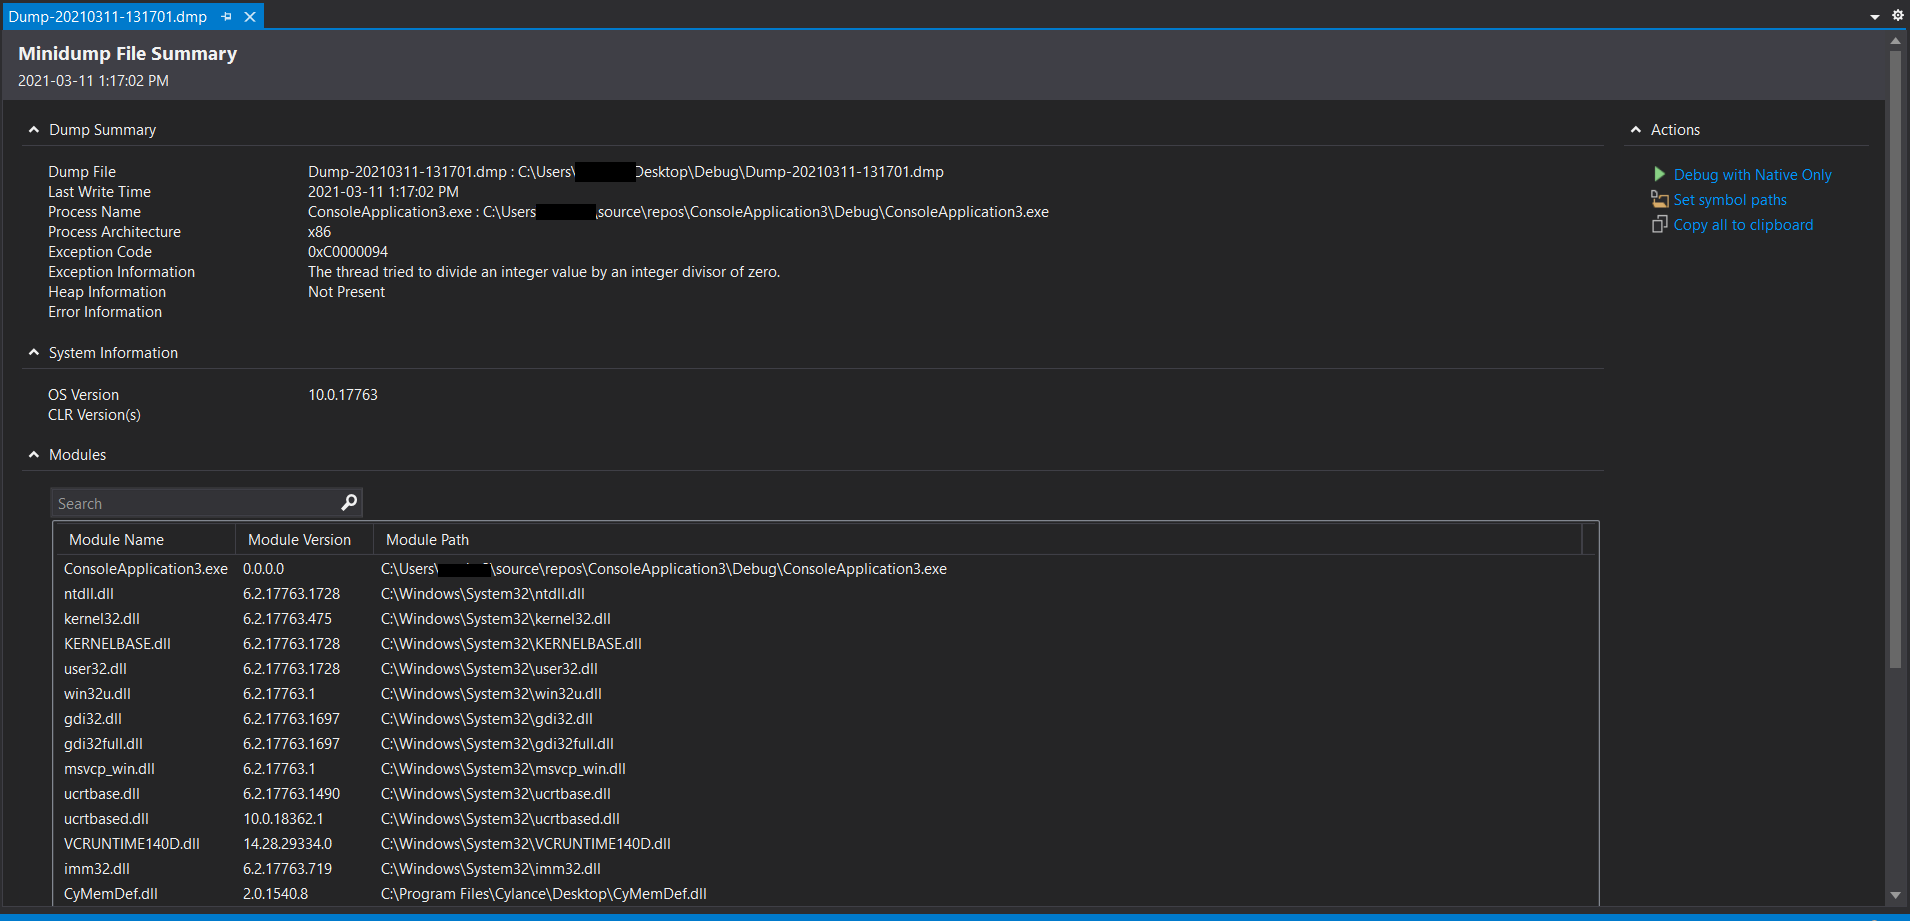 Dump-20210311-131701.dmp
Minidump File Summary
2021-03-11 1:17:02 PM
Dump Summary
Dump File Dump-20210311-131701.dmp : C:\Users\ Desktop\Debug\Dump-20210311-131701.dmp
Last Write Time 2021-03-11 1:17:02 PM
Process Name ConsoleApplication3.exe : C:\Users \source\repos\ConsoleApplication3\Debug\ConsoleApplication3.exe
Process Architecture x86
Exception Code 0xC0000094
Exception Information The thread tried to divide an integer value by an integer divisor of zero.
Heap Information Not Present
Error Information
System Information
OS Version 10.0.17763
CLR Version(s)
Modules
Search
Module Name Module Version Module Path
ConsoleApplication3.exe 0.0.0.0 C:\Users\ \source\repos\ConsoleApplication3\Debug\ConsoleApplication3.exe
ntdll.dll 6.2.17763.1728 C:\Windows\System32\ntdll.dll
kernel32.dll 6.2.17763.475 C:\Windows\System32\kernel32.dll
KERNELBASE.dll 6.2.17763.1728 C:\Windows\System32\KERNELBASE.dll
user32.dll 6.2.17763.1728 C:\Windows\System32\user32.dll
win32u.dll 6.2.17763.1 C:\Windows\System32\win32u.dll
gdi32.dll 6.2.17763.1697 C:\Windows\System32\gdi32.dll
gdi32full.dll 6.2.17763.1697 C:\Windows\System32\gdi32full.dll
msvcp_win.dll 6.2.17763.1 C:\Windows\System32\msvcp_win.dll
ucrtbase.dll 6.2.17763.1490 C:\Windows\System32\ucrtbase.dll
ucrtbased.dll 10.0.18362.1 C:\Windows\System32\ucrtbased.dll
VCRUNTIME140D.dll 14.28.29334.0 C:\Windows\System32\VCRUNTIME140D.dll
imm32.dll 6.2.17763.719 C:\Windows\System32\imm32.dll
CyMemDef.dll 2.0.1540.8 C:\Program Files\Cylance\Desktop\CyMemDef.dll
Actions
Debug with Native Only
Set symbol paths
Copy all to clipboard